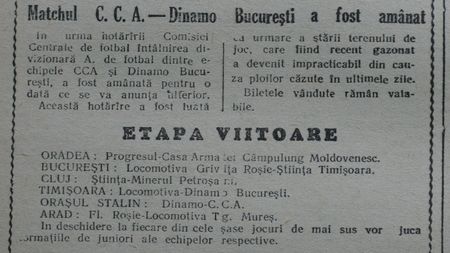 Matchul C. C. A. — Dinamo București a fost amânat
In urma hotărîrii Comisiei
Centrale de fotbal întâlnirea di-
vizionară A. de fotbal dintre e-
chipele CCA și Dinamo Bucu-
rești, a fost amânată pentru o
dată ce se va anunța ulterior.
Această hotărîre a fost luată
ca urmare a stării terenului de
joc, care fiind recent gazonat
a devenit impracticabil din cau-
za ploilor căzute în ultimele zile.
Biletele vândute rămân vala-
bile.
ETAPA VIITOARE
ORADEA: Progresul-Casa Armatei Câmpulung Moldovenesc.
BUCUREȘTI: Locomotiva Grivița Roșie-Știința Timișoara.
CLUJ: Știința-Minerul Petroșani.
TIMIȘOARA: Locomotiva-Dinamo București.
ORAȘUL STALIN: Dinamo-C.C.A.
ARAD: Fl. Roșie-Locomotiva Tg. Mureș.
In deschidere la fiecare din cele șase jocuri de mai sus vor juca
formațiile de juniori ale echipelor respective.